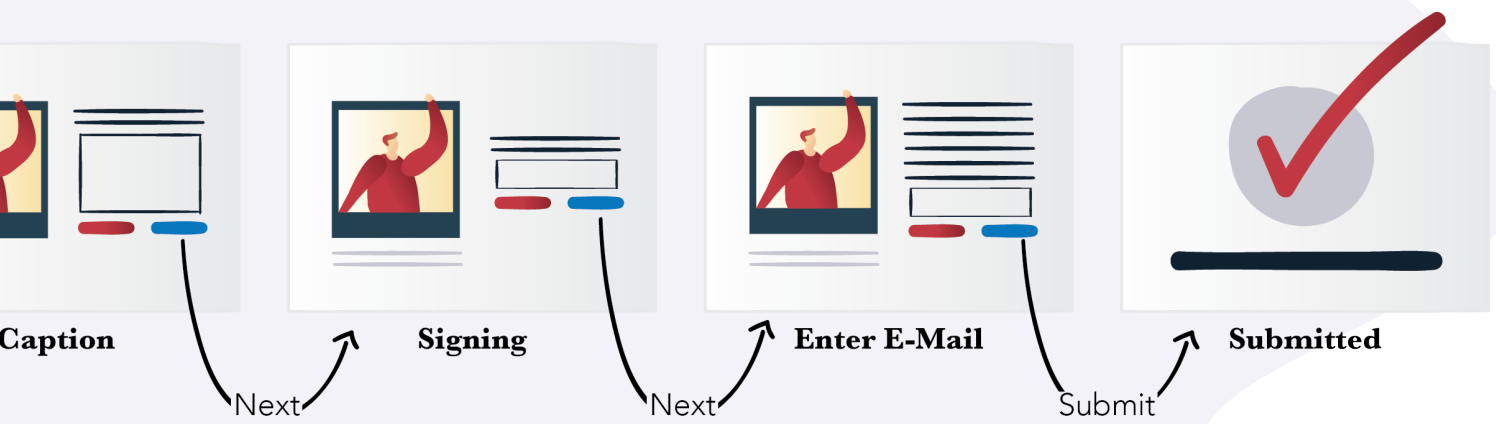 Caption
Signing
Enter E-Mail
Submitted
Next
Next
Submit